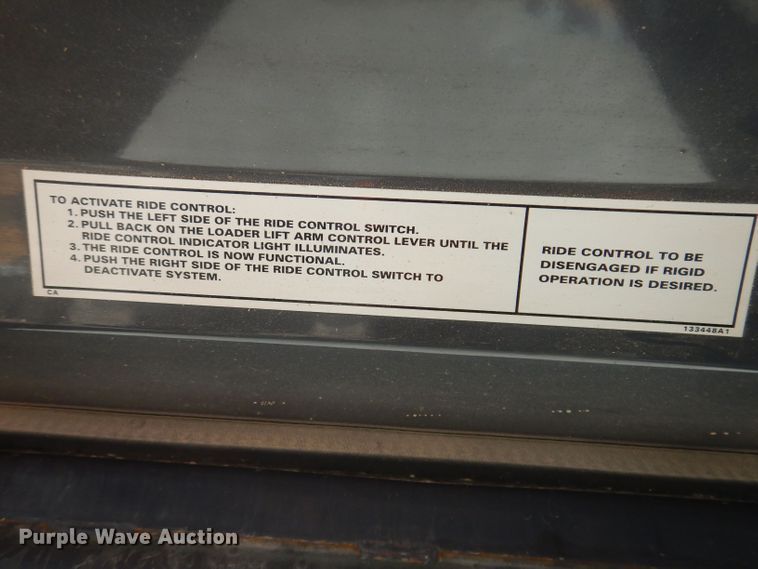 TO ACTIVATE RIDE CONTROL:
1. PUSH THE LEFT SIDE OF THE RIDE CONTROL SWITCH.
2. PULL BACK ON THE LOADER LIFT ARM CONTROL LEVER UNTIL THE
RIDE CONTROL INDICATOR LIGHT ILLUMINATES.
3. THE RIDE CONTROL IS NOW FUNCTIONAL.
4. PUSH THE RIGHT SIDE OF THE RIDE CONTROL SWITCH TO
DEACTIVATE SYSTEM.
CA
RIDE CONTROL TO BE
DISENGAGED IF RIGID
OPERATION IS DESIRED.
133448A1
Purple Wave Auction®